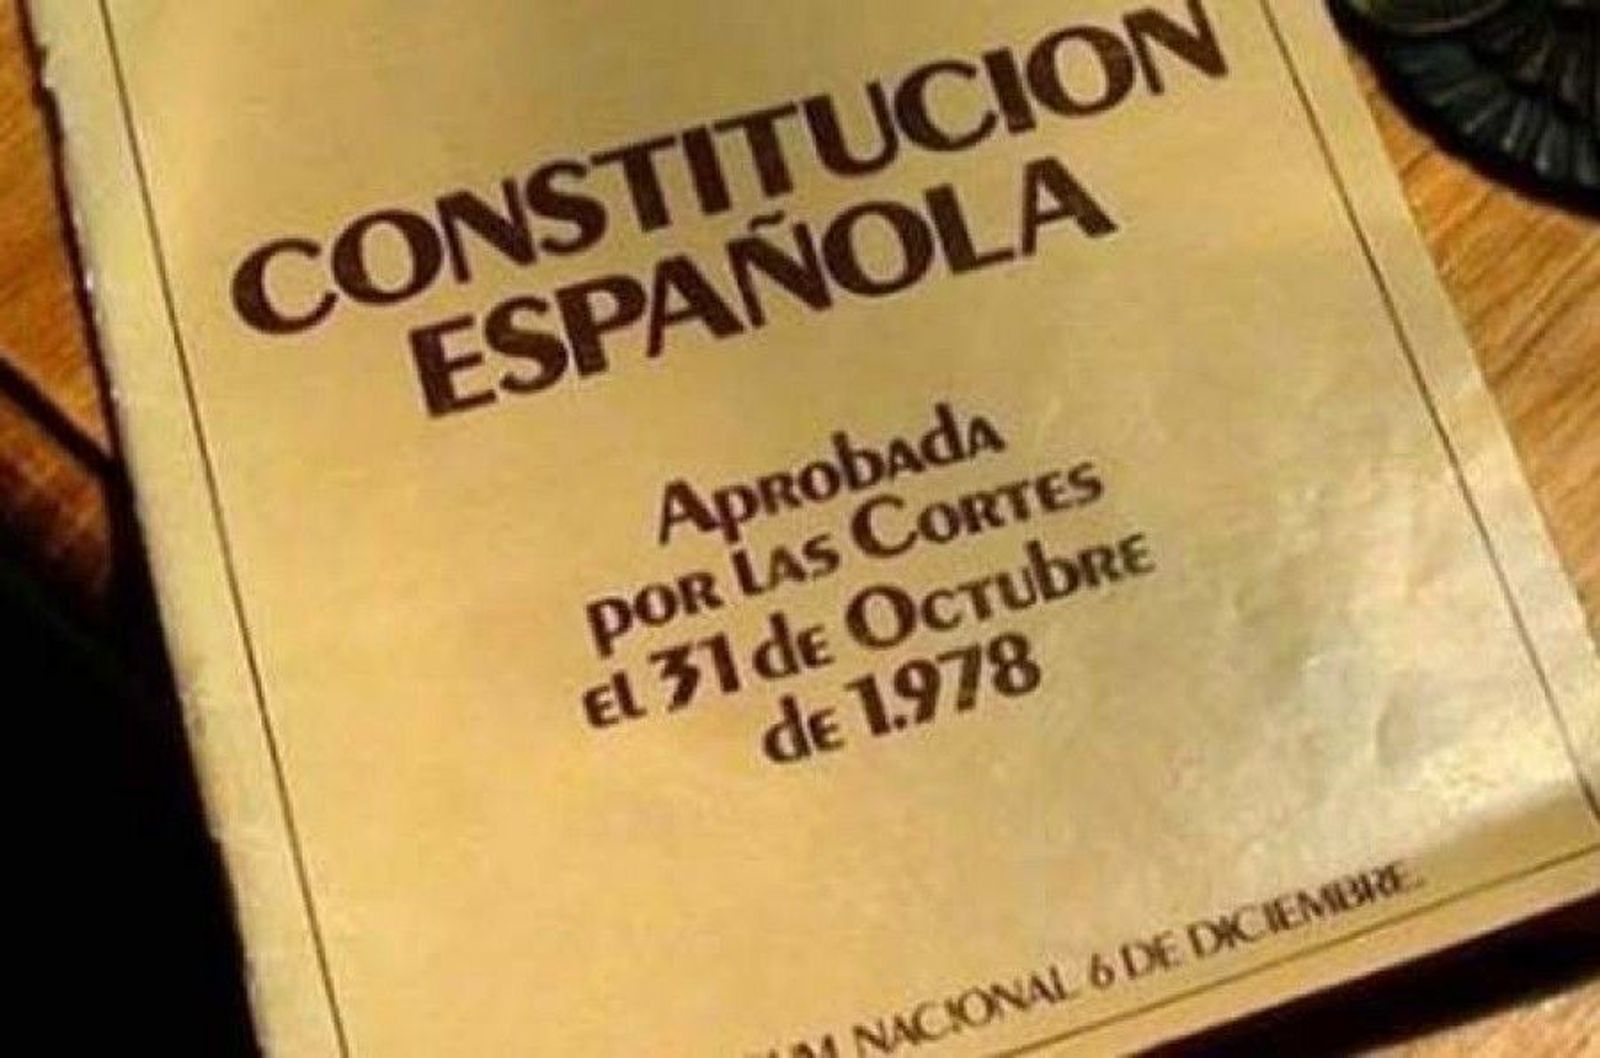 CONSTITUCION
ESPAÑOLA
Aprobada
por las Cortes
el 31 de Octubre
de 1.978
NACIONAL 6 DE DICIEMBRE.